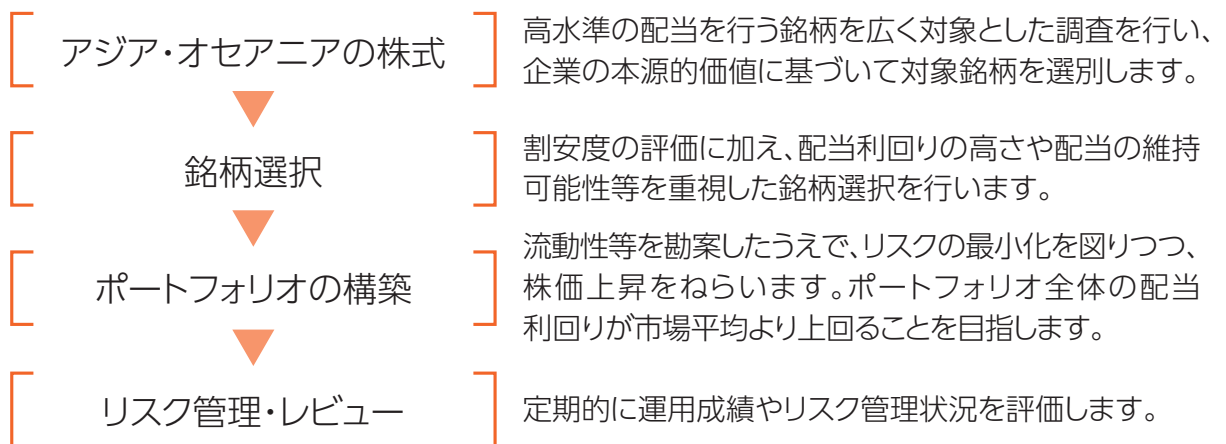 アジア・オセアニアの株式
高水準の配当を行う銘柄を広く対象とした調査を行い、
企業の本源的価値に基づいて対象銘柄を選別します。
銘柄選択
割安度の評価に加え、配当利回りの高さや配当の維持
可能性等を重視した銘柄選択を行います。
ポートフォリオの構築
流動性等を勘案したうえで、リスクの最小化を図りつつ、
株価上昇をねらいます。ポートフォリオ全体の配当
利回りが市場平均より上回ることを目指します。
リスク管理・レビュー
定期的に運用成績やリスク管理状況を評価します。